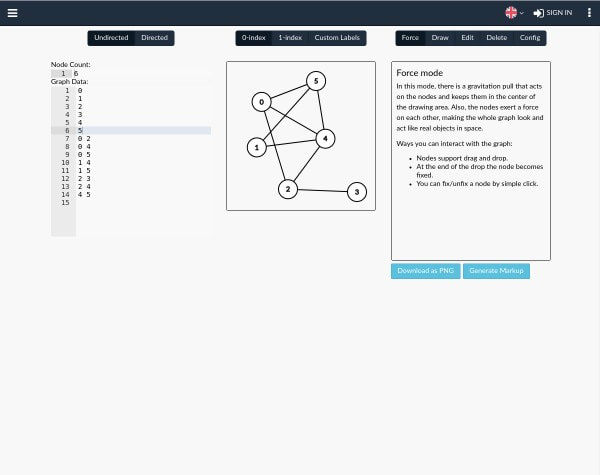 SIGN IN
Undirected Directed
0-index 1-index Custom Labels
Force Draw Edit Delete Config
Node Count:
1 6
Graph Data:
1 0
2 1
3 2
4 3
5 4
6 5
7 0 2
8 0 4
9 0 5
10 1 4
11 1 5
12 2 3
13 2 4
14 4 5
15
5
0
4
1
2
3
Force mode
In this mode, there is a gravitation pull that acts
on the nodes and keeps them in the center of
the drawing area. Also, the nodes exert a force
on each other, making the whole graph look and
act like real objects in space.
Ways you can interact with the graph:
Nodes support drag and drop.
At the end of the drop the node becomes
fixed.
You can fix/unfix a node by simple click.
Download as PNG Generate Markup